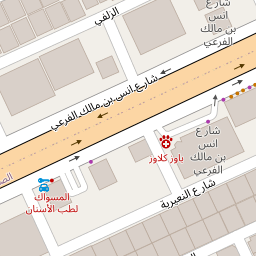 الزلفي
شارع
انس
بن مالك
الفرعي
شارع انس بن مالك الفرعي
شارع
انس
بن مالك
الفرعي
باوز كلاوز
شارع النعيرية
المسواك
لطب الأسنان